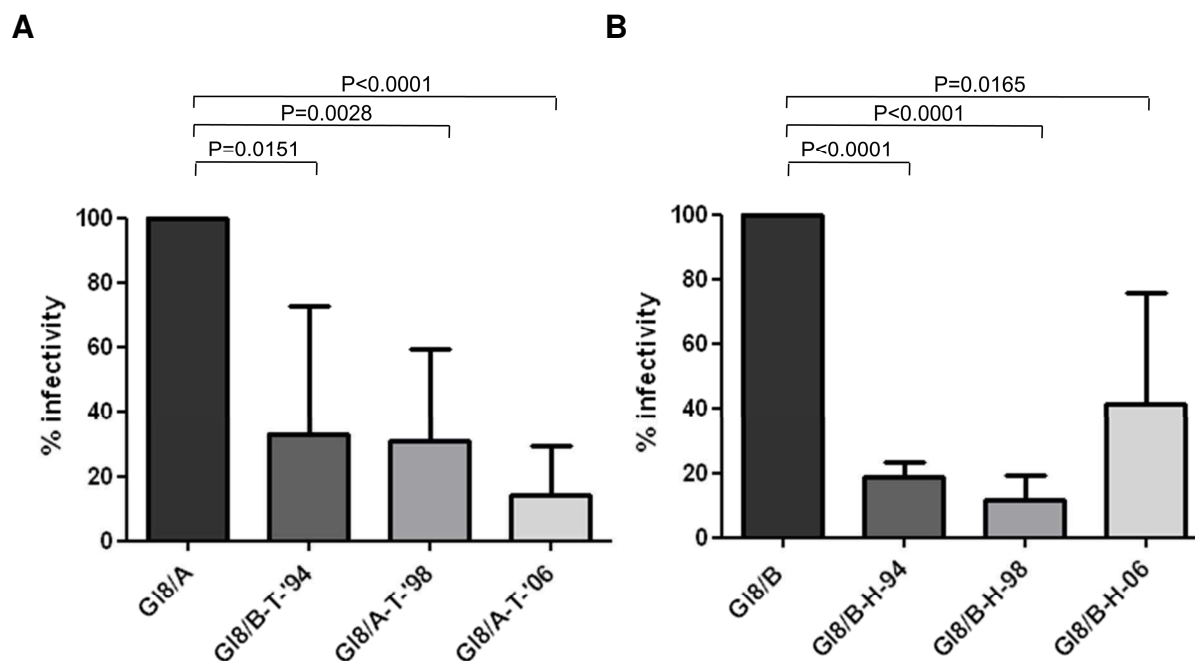 A
P<0.0001
P=0.0028
P=0.0151
% infectivity
100
80
60
40
20
0
GI8/A
GI8/B-T-'94
GI8/A-T-'98
GI8/A-T-'06
B
P=0.0165
P<0.0001
P<0.0001
% infectivity
100
80
60
40
20
0
GI8/B
GI8/B-H-94
GI8/B-H-98
GI8/B-H-06